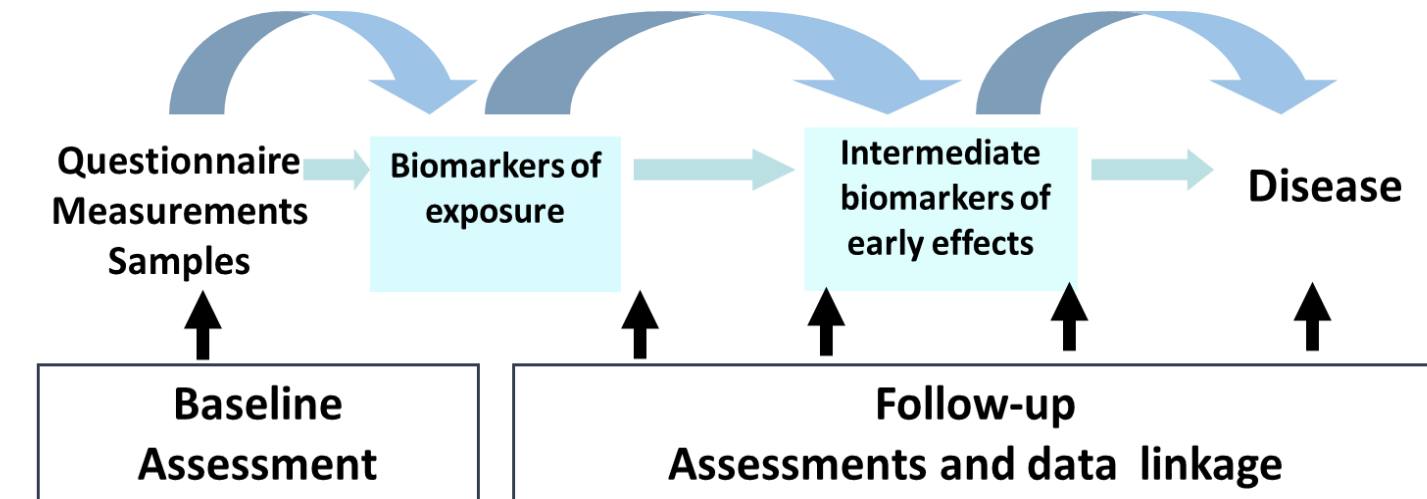 Questionnaire
Measurements
Samples
Biomarkers of
exposure
Intermediate
biomarkers of
early effects
Disease
Baseline
Assessment
Follow-up
Assessments and data linkage